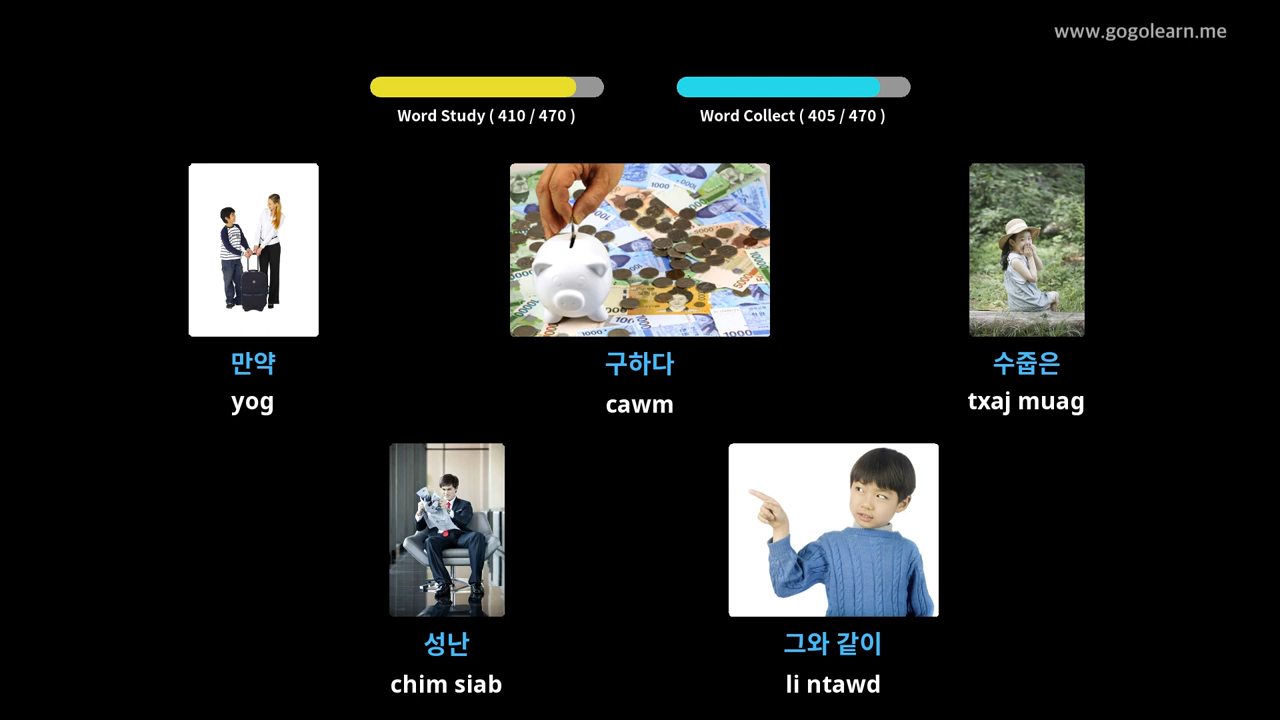 www.gogolearn.me
Word Study ( 410 / 470 )
Word Collect ( 405 / 470 )
만약
yog
구하다
cawm
수줍은
txaj muag
성난
chim siab
그와 같이
li ntawd